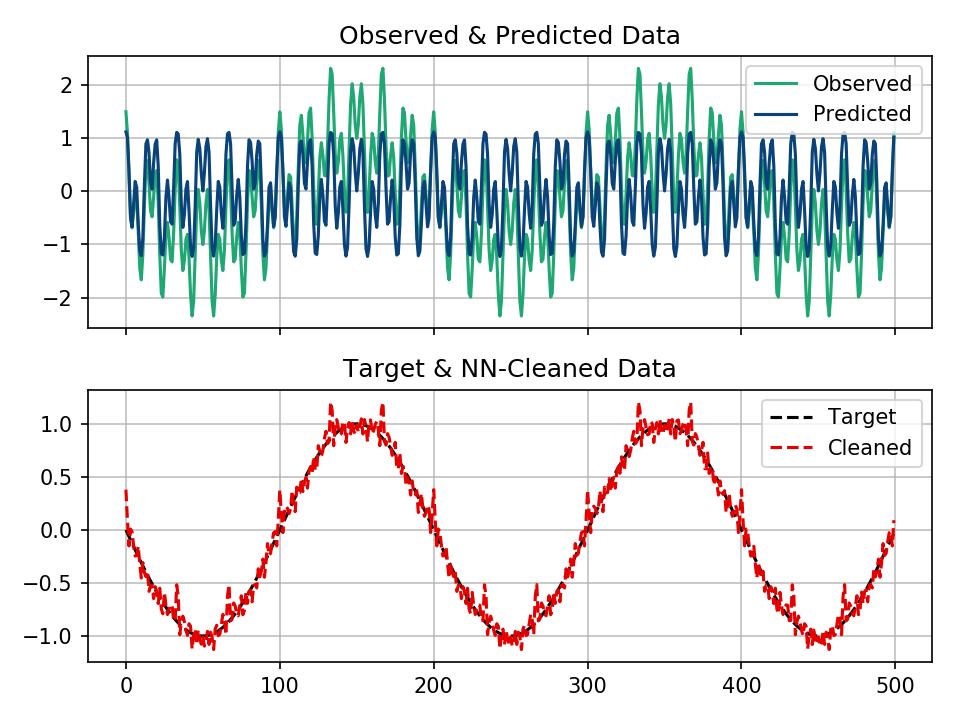 Observed & Predicted Data
Observed
Predicted
2
1
0
−1
−2
Target & NN-Cleaned Data
Target
Cleaned
1.0
0.5
0.0
−0.5
−1.0
0
100
200
300
400
500